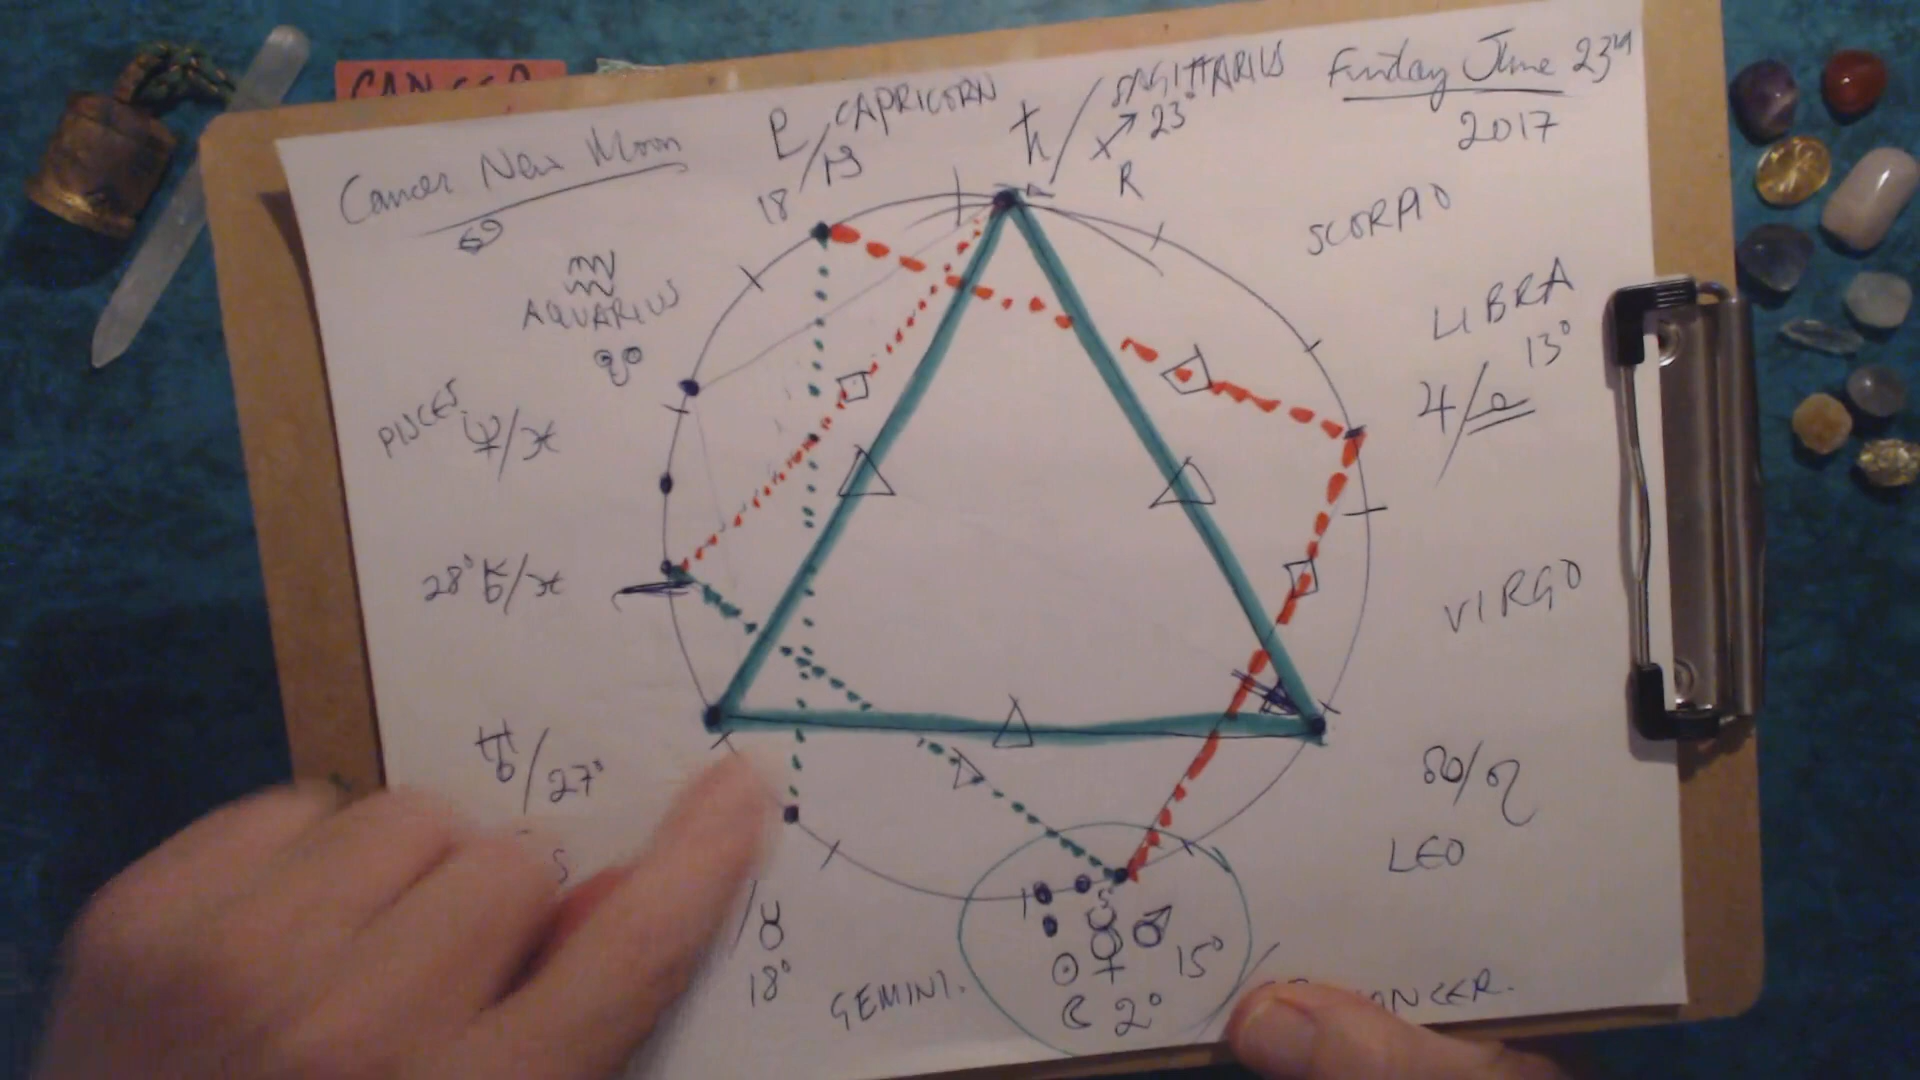 Cancer New Moon
♋
CAPRICORN
♇/♑
18
SAGITTARIUS
♄/♐ 23°
R
Friday June 23rd
2017
♒
AQUARIUS
SCORPIO
LIBRA
13°
♃/♎
PISCES ♆/♓
28° ⚷/♓
VIRGO
♅/27°
♌
LEO
/♉
18°
GEMINI.
☿ ♂
☉ 15°
☾ 2°